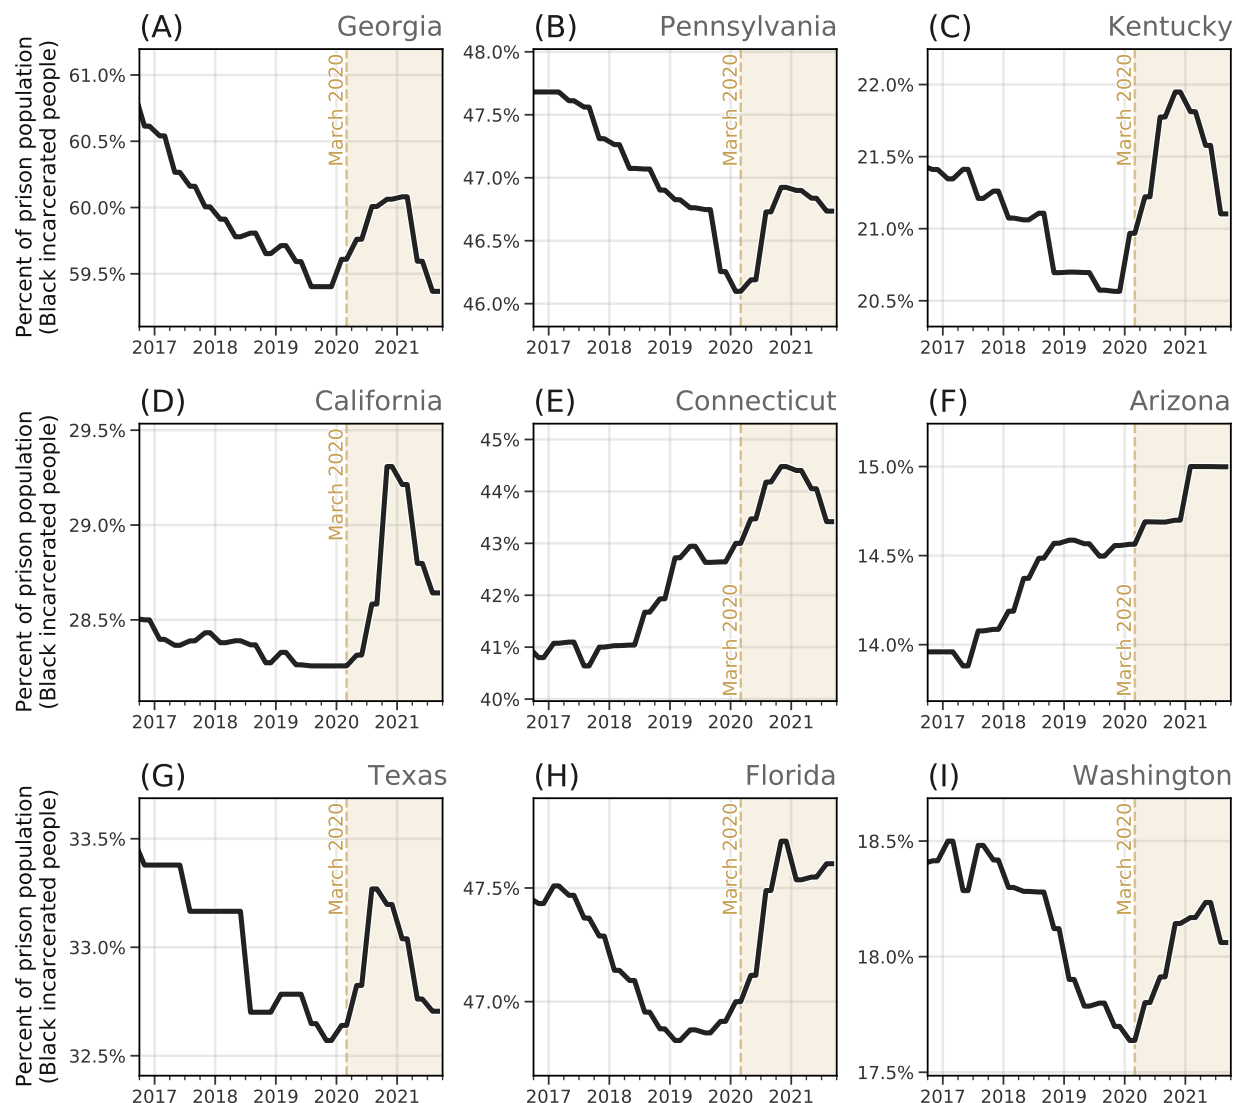 (A) Georgia
Percent of prison population
(Black incarcerated people)
61.0%
60.5%
60.0%
59.5%
March 2020
2017 2018 2019 2020 2021
(B) Pennsylvania
48.0%
47.5%
47.0%
46.5%
46.0%
March 2020
2017 2018 2019 2020 2021
(C) Kentucky
22.0%
21.5%
21.0%
20.5%
March 2020
2017 2018 2019 2020 2021
(D) California
Percent of prison population
(Black incarcerated people)
29.5%
29.0%
28.5%
March 2020
2017 2018 2019 2020 2021
(E) Connecticut
45%
44%
43%
42%
41%
40%
March 2020
2017 2018 2019 2020 2021
(F) Arizona
15.0%
14.5%
14.0%
March 2020
2017 2018 2019 2020 2021
(G) Texas
Percent of prison population
(Black incarcerated people)
33.5%
33.0%
32.5%
March 2020
2017 2018 2019 2020 2021
(H) Florida
47.5%
47.0%
March 2020
2017 2018 2019 2020 2021
(I) Washington
18.5%
18.0%
17.5%
March 2020
2017 2018 2019 2020 2021